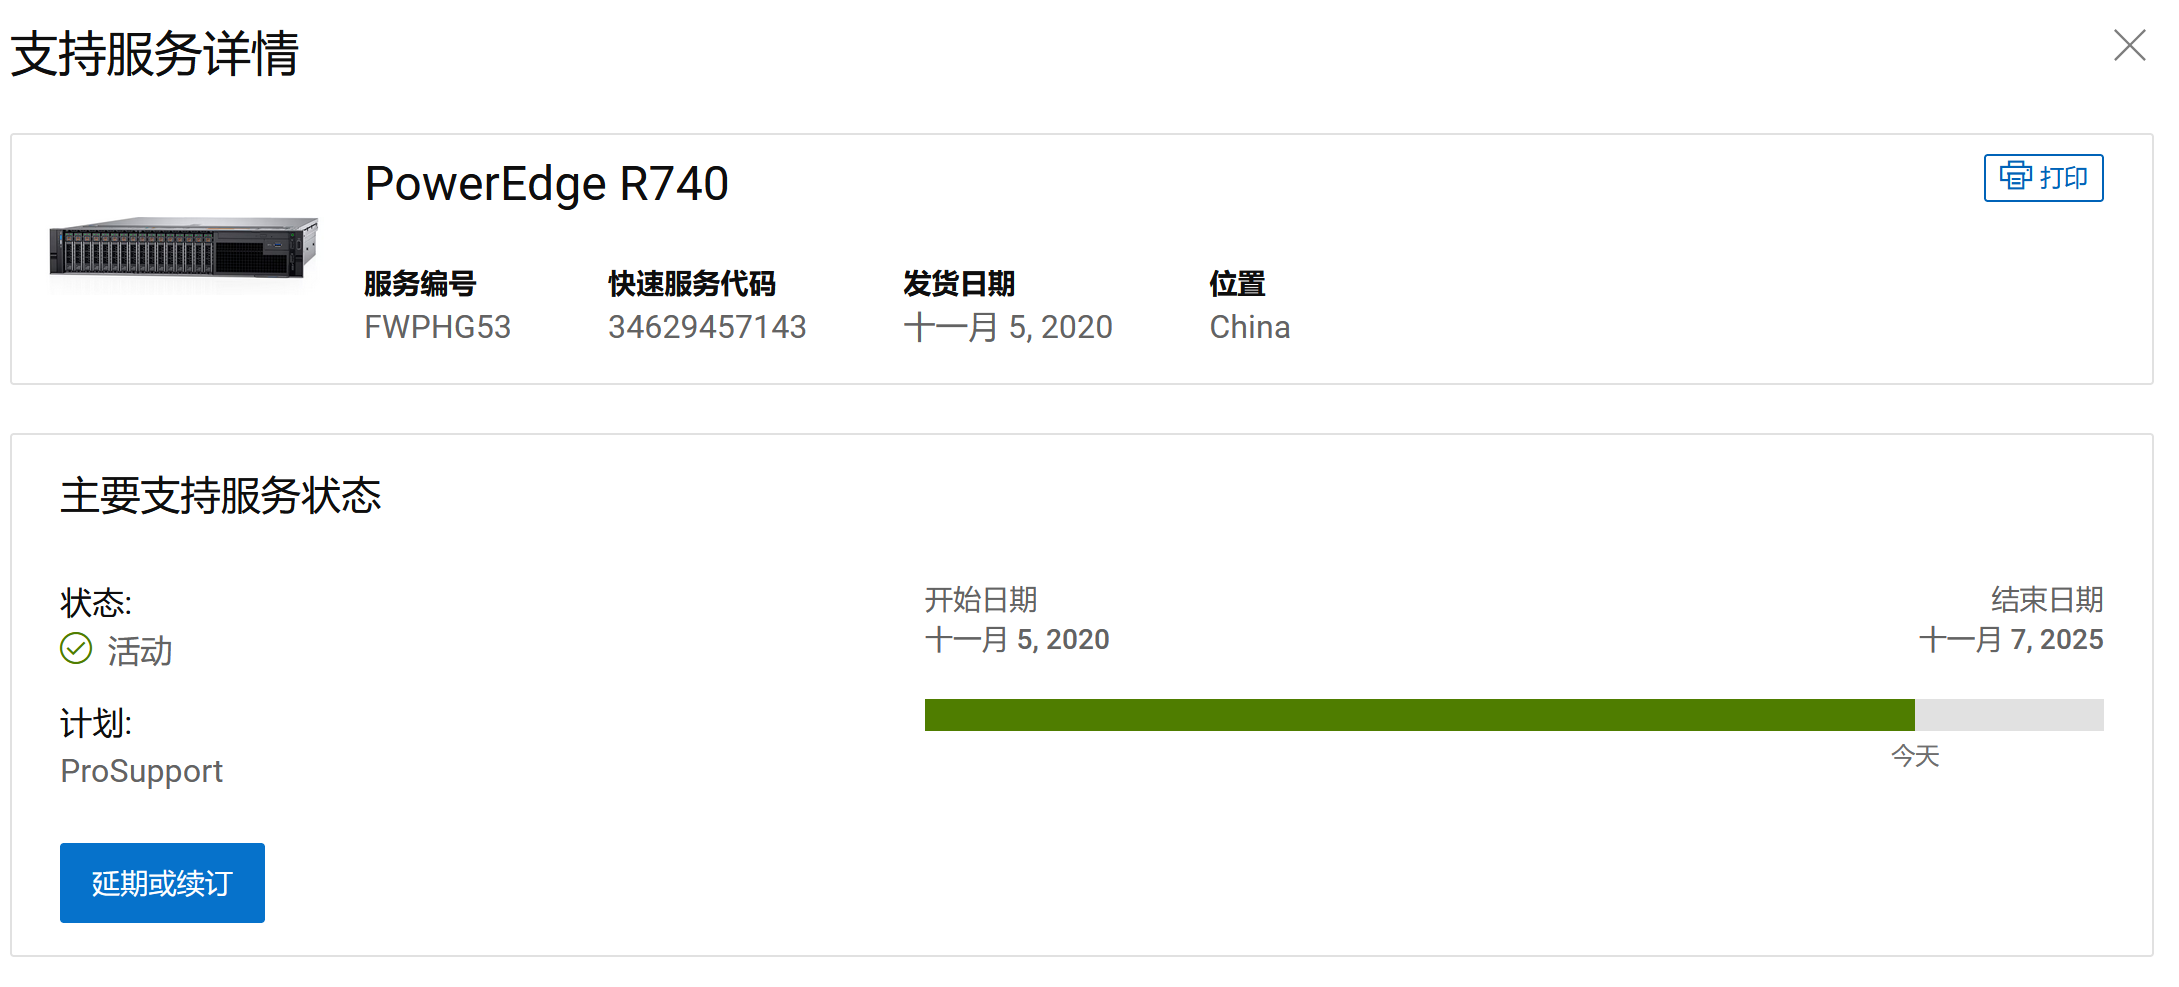 支持服务详情
PowerEdge R740
打印
服务编号 快速服务代码 发货日期 位置
FWPHG53 34629457143 十一月 5, 2020 China
主要支持服务状态
状态:
活动
计划:
ProSupport
延期或续订
开始日期 结束日期
十一月 5, 2020 十一月 7, 2025
今天